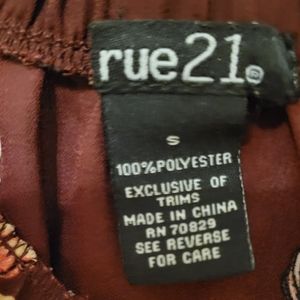 rue21®
S
100%POLYESTER
EXCLUSIVE OF
TRIMS
MADE IN CHINA
RN 70829
SEE REVERSE
FOR CARE